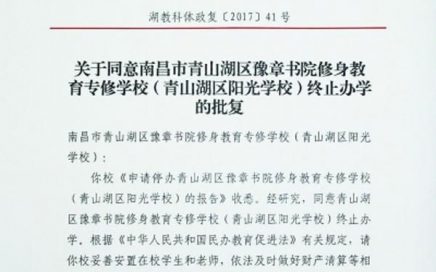 湖教科体政复〔2017〕41 号
关于同意南昌市青山湖区豫章书院修身教
育专修学校（青山湖区阳光学校）终止办学
的批复
南昌市青山湖区豫章书院修身教育专修学校（青山湖区阳光
学校）：
你校《申请停办青山湖区豫章书院修身教育专修学校
（青山湖区阳光学校）的报告》收悉。经研究，同意青山湖
区豫章书院修身教育专修学校（青山湖区阳光学校）终止办
学。根据《中华人民共和国民办教育促进法》有关规定，请
你校妥善安置在校学生和老师，依法及时做好财产清算等相